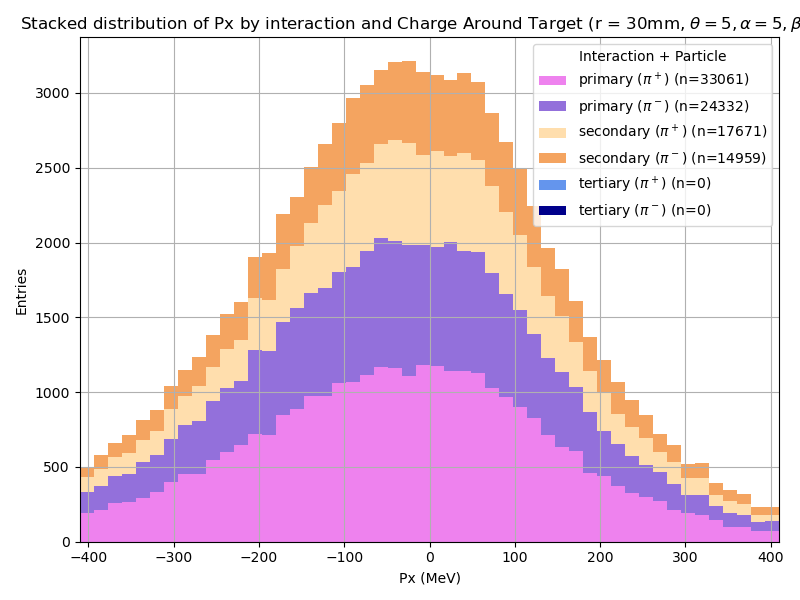 Stacked distribution of Px by interaction and Charge Around Target (r = 30mm, θ = 5, α = 5, β
Interaction + Particle
primary (π⁺) (n=33061)
primary (π⁻) (n=24332)
secondary (π⁺) (n=17671)
secondary (π⁻) (n=14959)
tertiary (π⁺) (n=0)
tertiary (π⁻) (n=0)
Entries
3000
2500
2000
1500
1000
500
0
−400 −300 −200 −100 0 100 200 300 400
Px (MeV)